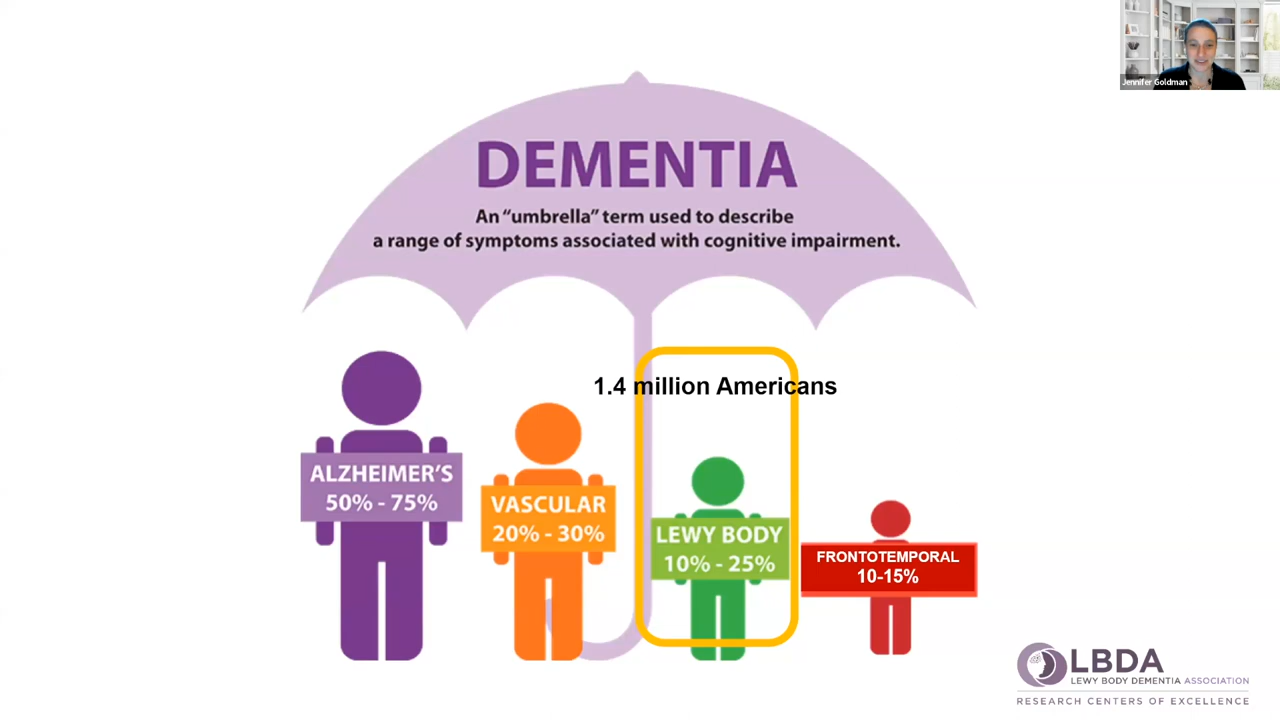 Jennifer Goldman
DEMENTIA
An “umbrella” term used to describe
a range of symptoms associated with cognitive impairment.
1.4 million Americans
ALZHEIMER’S
50% - 75%
VASCULAR
20% - 30%
LEWY BODY
10% - 25%
FRONTOTEMPORAL
10-15%
LBDA
LEWY BODY DEMENTIA ASSOCIATION
RESEARCH CENTERS OF EXCELLENCE